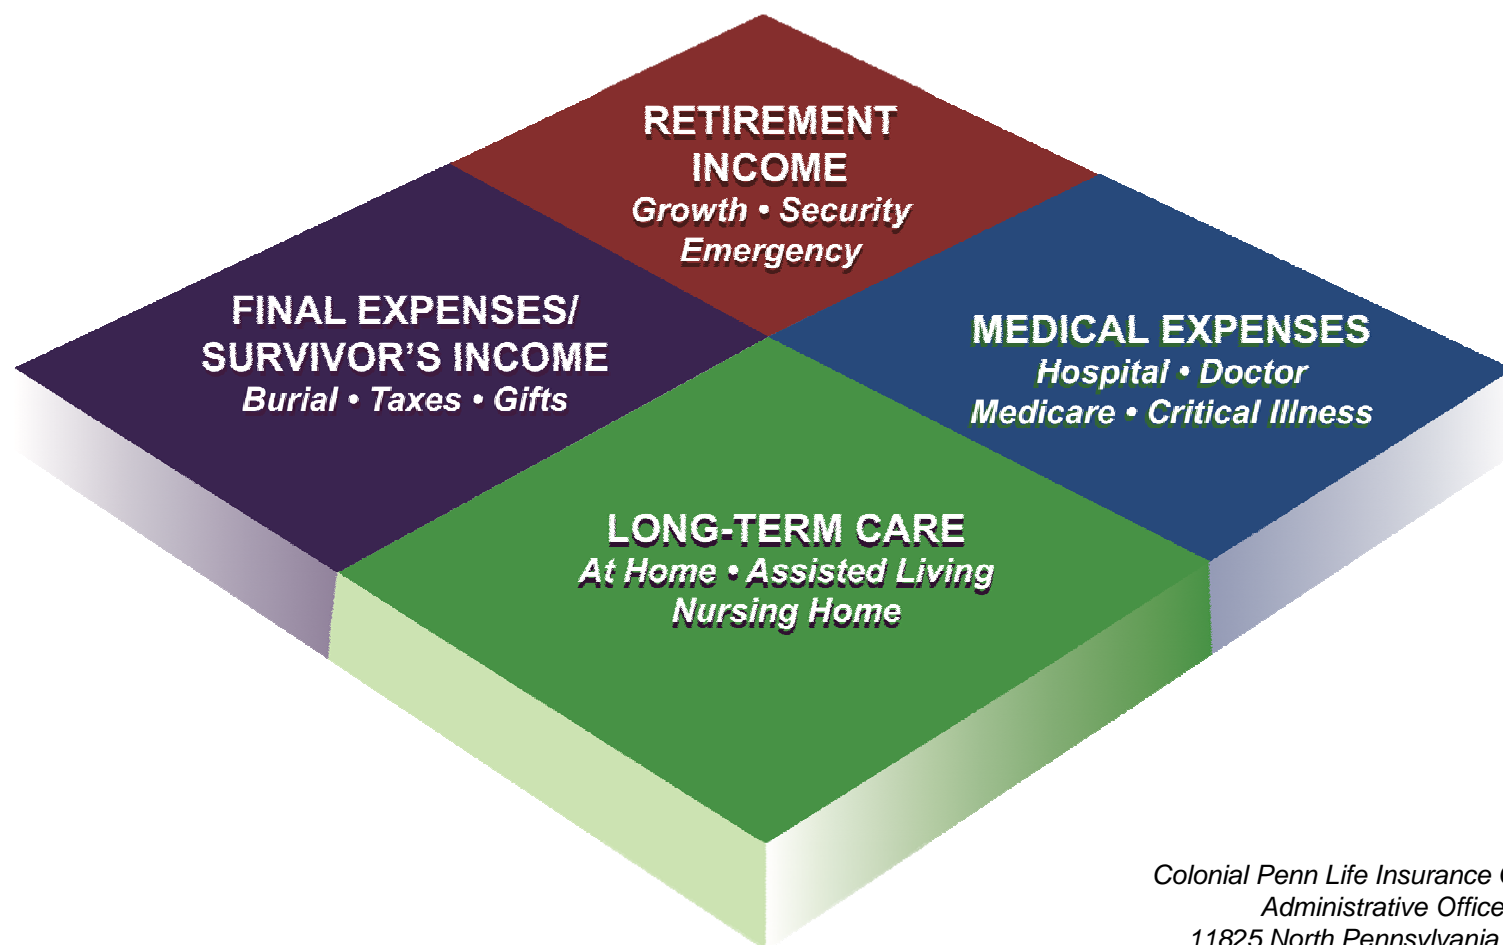 RETIREMENT
INCOME
Growth • Security
Emergency
FINAL EXPENSES/
SURVIVOR’S INCOME
Burial • Taxes • Gifts
MEDICAL EXPENSES
Hospital • Doctor
Medicare • Critical Illness
LONG-TERM CARE
At Home • Assisted Living
Nursing Home
Colonial Penn Life Insurance
Administrative Office
11825 North Pennsylvania